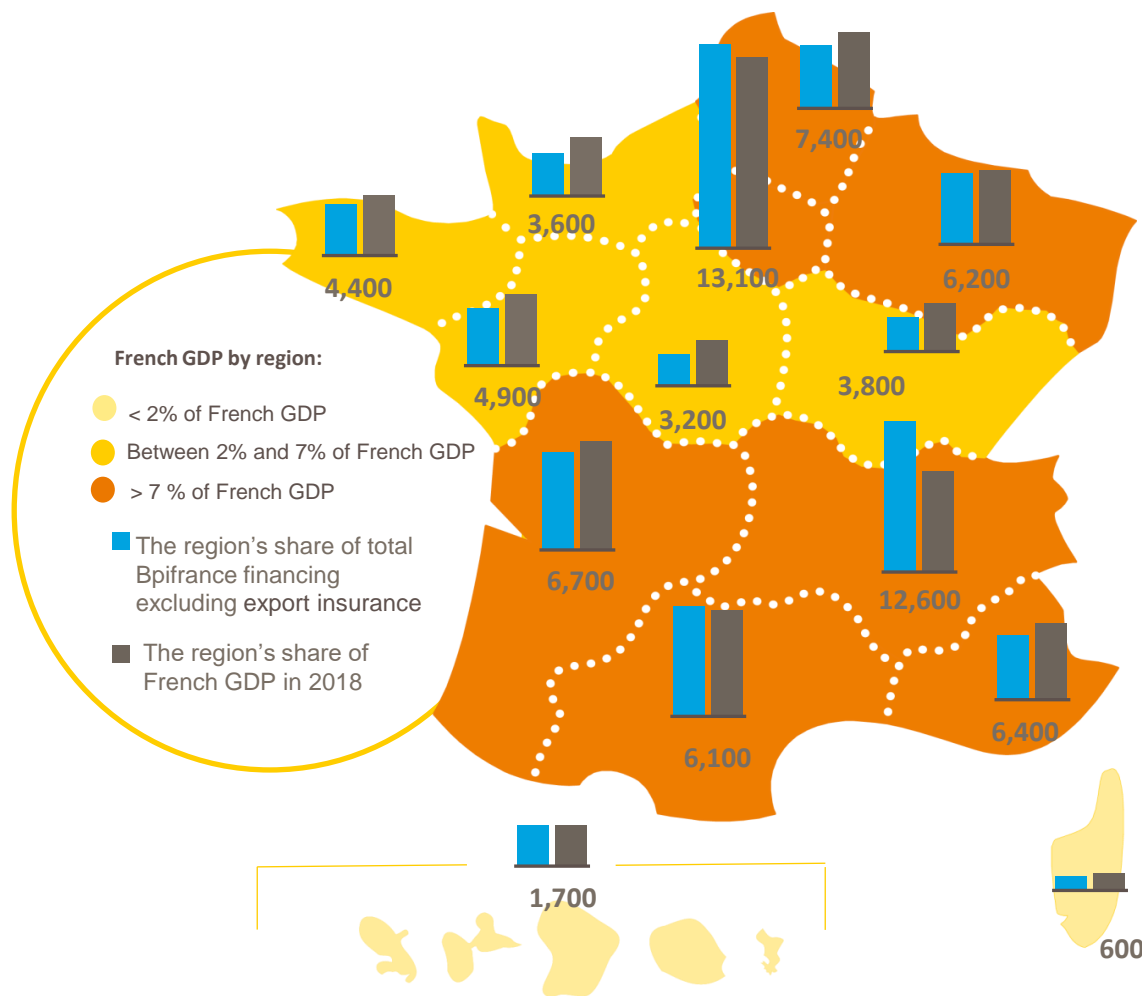 7,400
3,600
4,400
13,100
6,200
French GDP by region:
< 2% of French GDP
Between 2% and 7% of French GDP
> 7 % of French GDP
The region's share of total
Bpifrance financing
excluding export insurance
The region's share of
French GDP in 2018
4,900
3,200
3,800
6,700
12,600
6,100
6,400
1,700
600